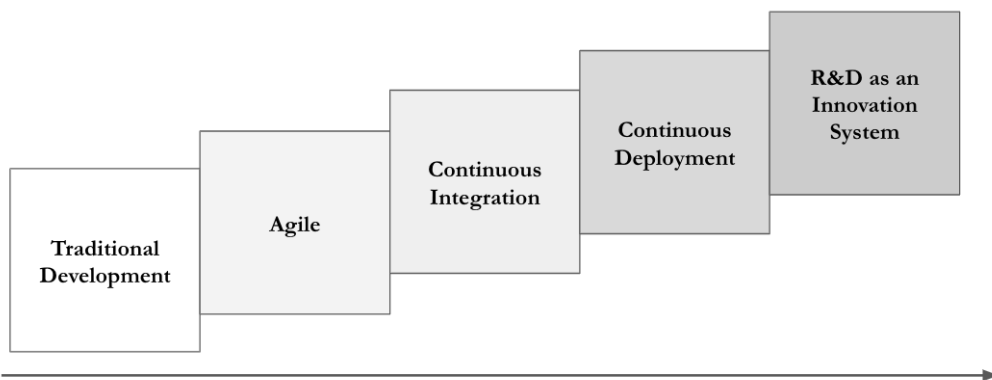 Traditional
Development
Agile
Continuous
Integration
Continuous
Deployment
R&D as an
Innovation
System